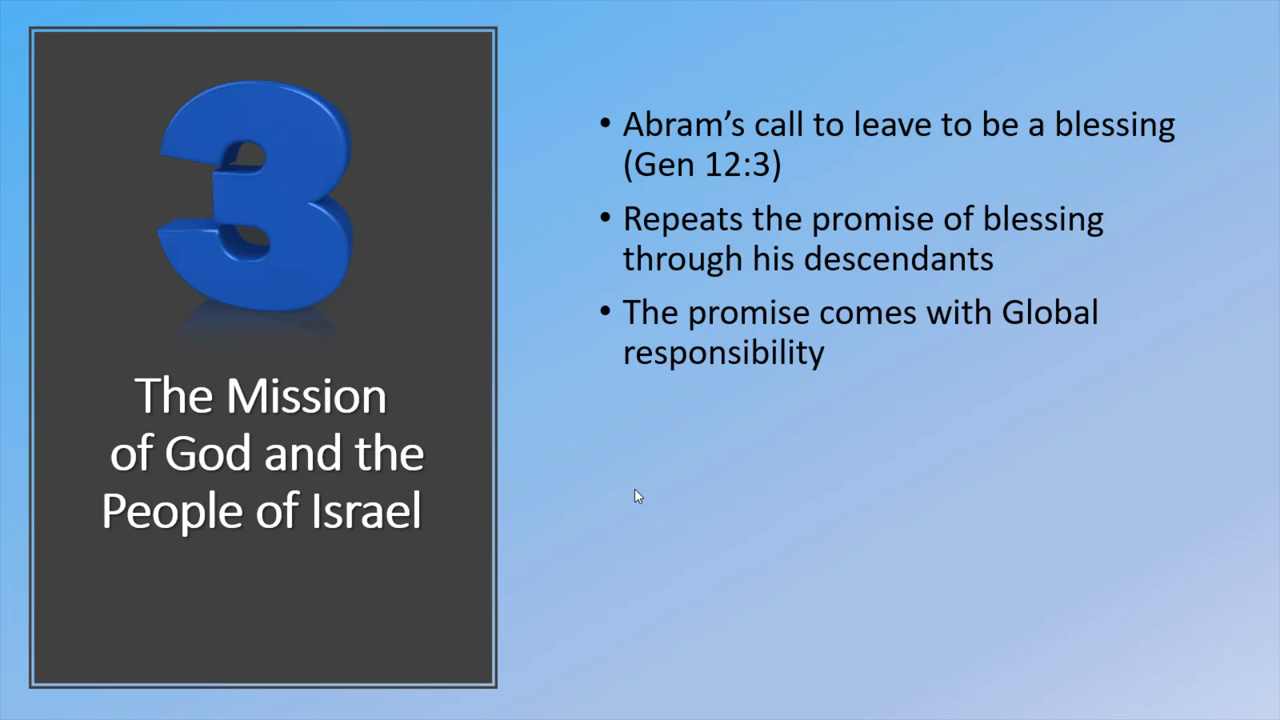 3
The Mission
of God and the
People of Israel
• Abram’s call to leave to be a blessing
(Gen 12:3)
• Repeats the promise of blessing
through his descendants
• The promise comes with Global
responsibility